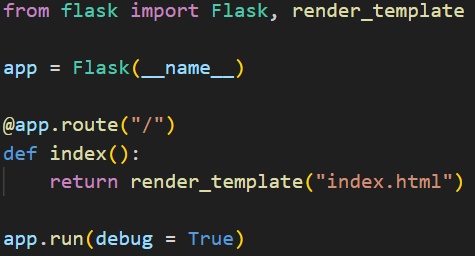 from flask import Flask, render_template
app = Flask(__name__)
@app.route("/")
def index():
    return render_template("index.html")
app.run(debug = True)